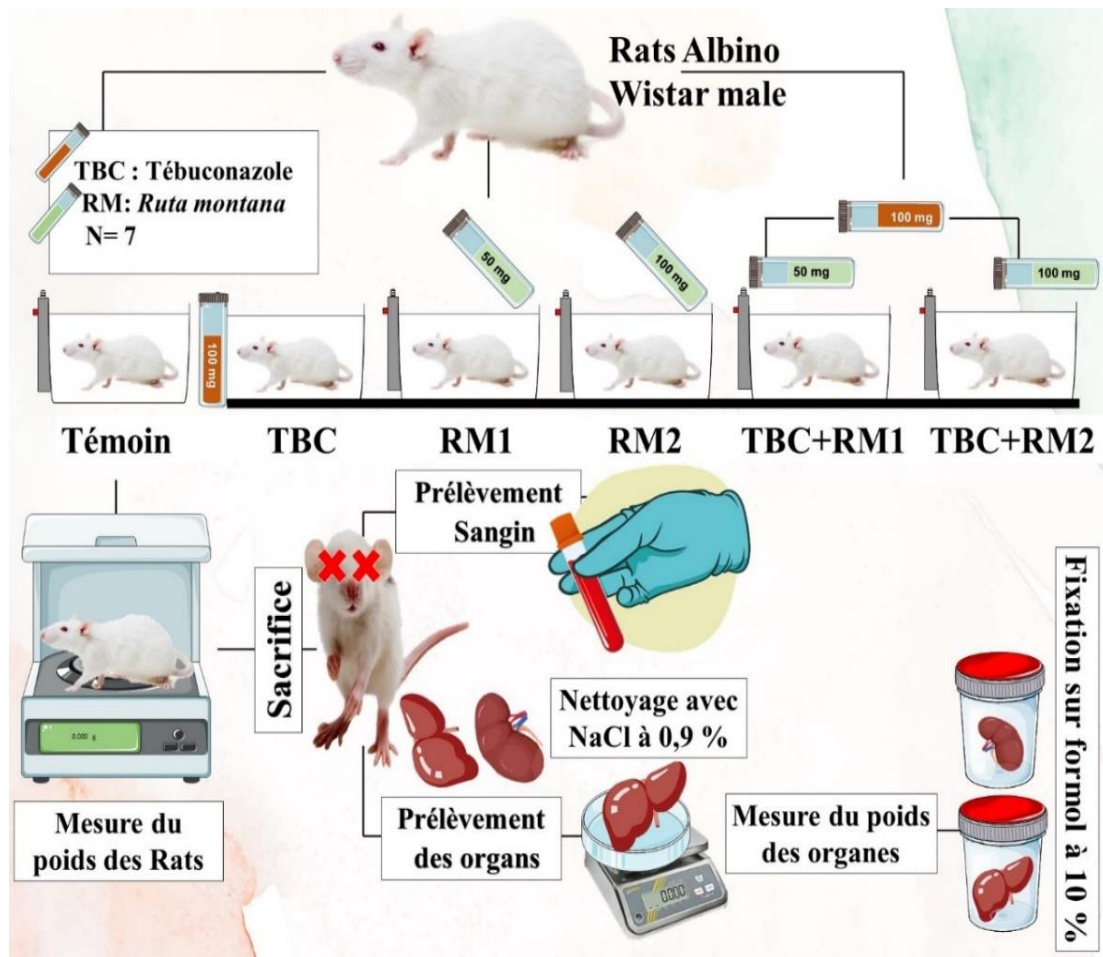 Rats Albino
Wistar male
TBC : Tébuconazole
RM: Ruta montana
N= 7
100 mg
50 mg
100 mg
50 mg
100 mg
100 mg
Témoin
TBC
RM1
RM2
TBC+RM1
TBC+RM2
Prélèvement
Sangin
Sacrifice
Nettoyage avec
NaCl à 0,9 %
0.000 g
Mesure du
poids des Rats
Prélèvement
des organs
0.000
Mesure du poids
des organes
Fixation sur formol à 10 %